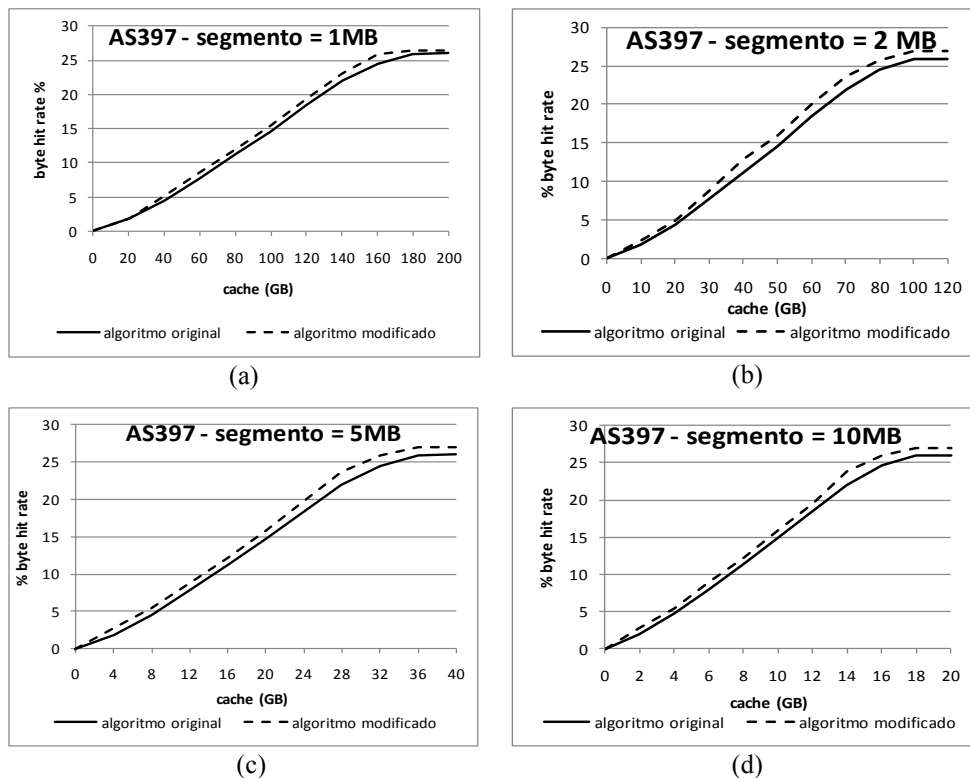 AS397 - segmento = 1MB
byte hit rate %
30
25
20
15
10
5
0
0 20 40 60 80 100 120 140 160 180 200
cache (GB)
algoritmo original algoritmo modificado
(a)
AS397 - segmento = 2 MB
% byte hit rate
30
25
20
15
10
5
0
0 10 20 30 40 50 60 70 80 100 120
cache (GB)
algoritmo original algoritmo modificado
(b)
AS397 - segmento = 5MB
% byte hit rate
30
25
20
15
10
5
0
0 4 8 12 16 20 24 28 32 36 40
cache (GB)
algoritmo original algoritmo modificado
(c)
AS397 - segmento = 10MB
% byte hit rate
30
25
20
15
10
5
0
0 2 4 6 8 10 12 14 16 18 20
cache (GB)
algoritmo original algoritmo modificado
(d)